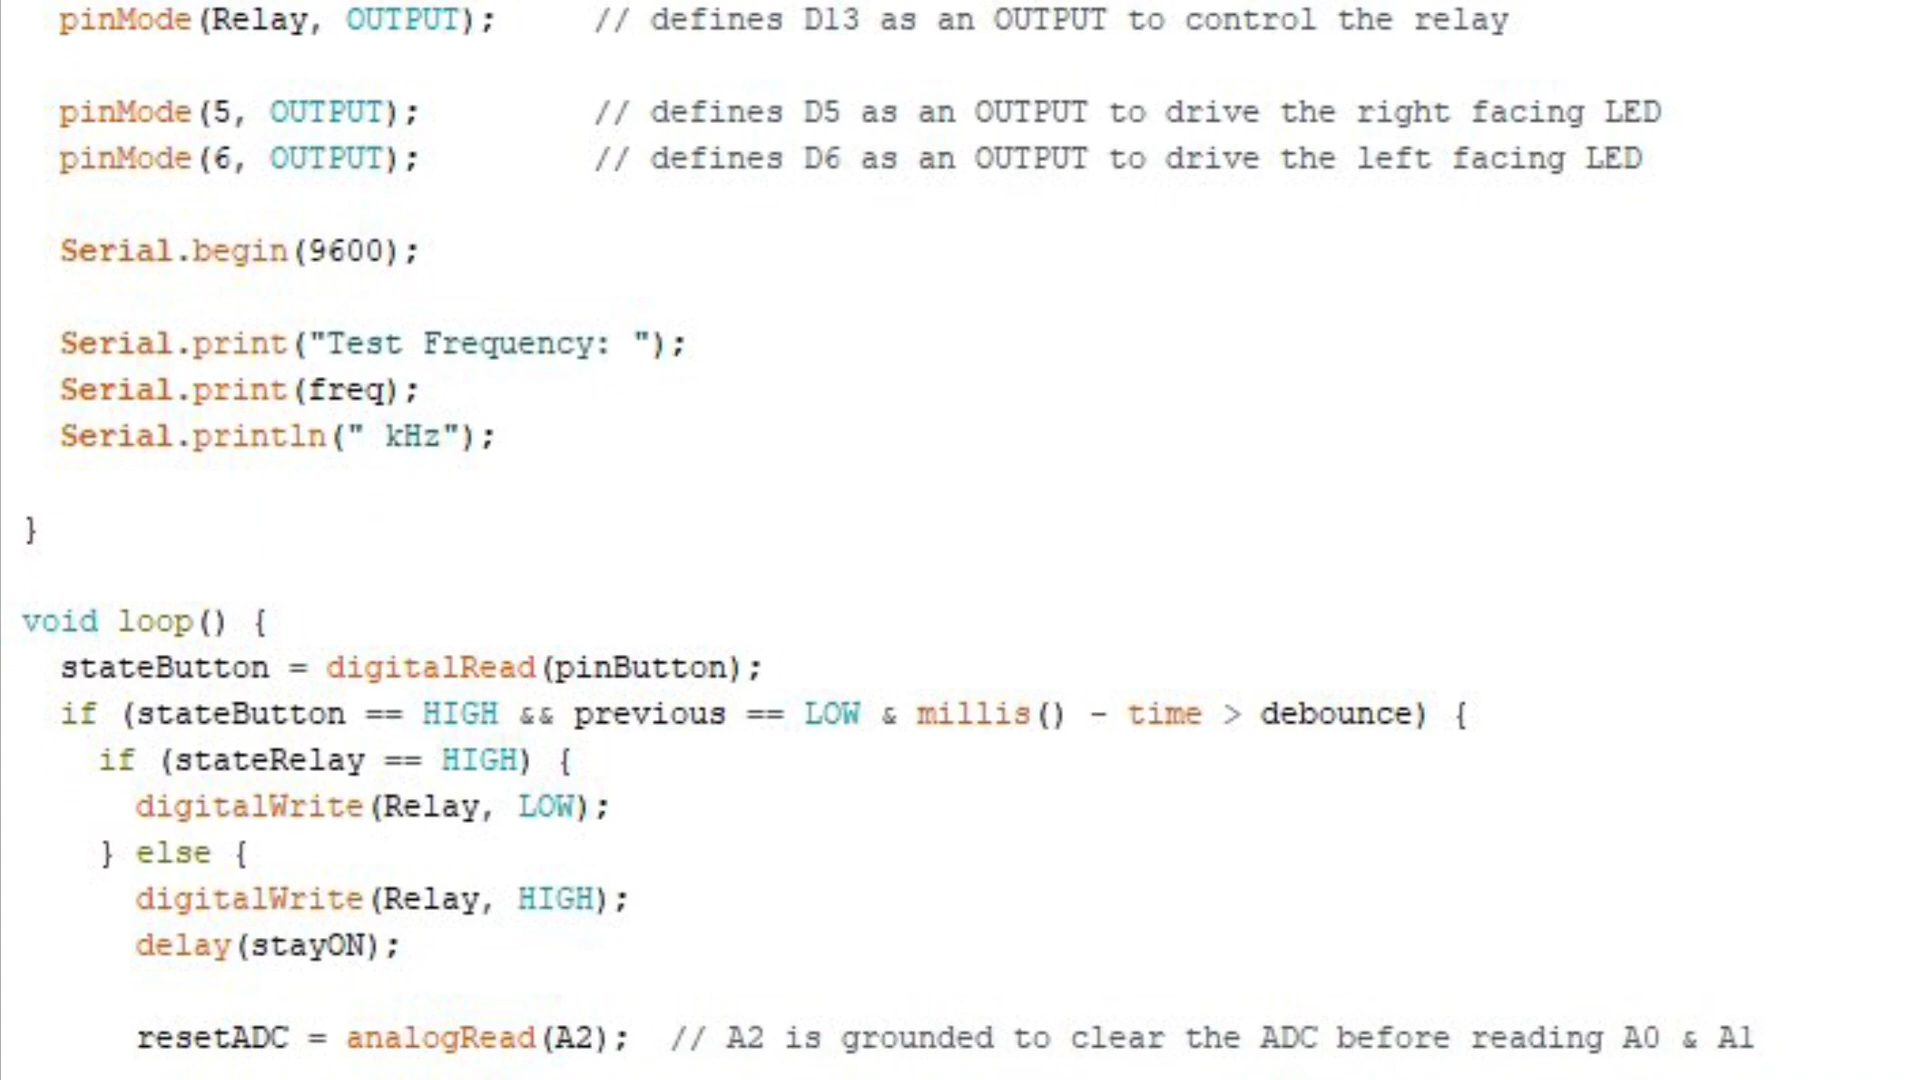 pinMode(Relay, OUTPUT);     // defines D13 as an OUTPUT to control the relay
pinMode(5, OUTPUT);         // defines D5 as an OUTPUT to drive the right facing LED
pinMode(6, OUTPUT);         // defines D6 as an OUTPUT to drive the left facing LED
Serial.begin(9600);
Serial.print("Test Frequency: ");
Serial.print(freq);
Serial.println(" kHz");
}
void loop() {
stateButton = digitalRead(pinButton);
if (stateButton == HIGH && previous == LOW & millis() - time > debounce) {
if (stateRelay == HIGH) {
digitalWrite(Relay, LOW);
} else {
digitalWrite(Relay, HIGH);
delay(stayON);
resetADC = analogRead(A2);  // A2 is grounded to clear the ADC before reading A0 & A1